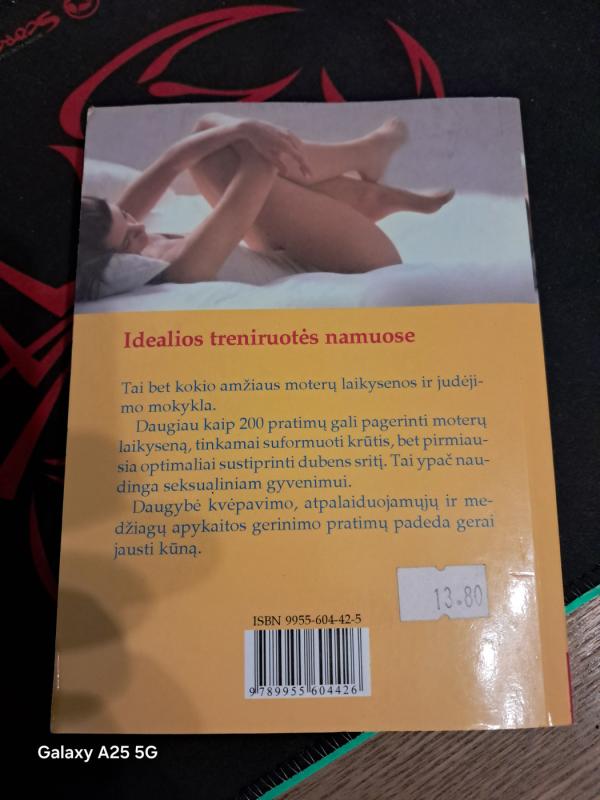 Idealios treniruotės namuose
Tai bet kokio amžiaus moterų laikysenos ir judėji-
mo mokykla.
Daugiau kaip 200 pratimų gali pagerinti moterų
laikyseną, tinkamai suformuoti krūtis, bet pirmiau-
sia optimaliai sustiprinti dubens sritį. Tai ypač nau-
dinga seksualiniam gyvenimui.
Daugybė kvėpavimo, atpalaiduojamųjų ir me-
džiagų apykaitos gerinimo pratimų padeda gerai
jausti kūną.
13.80
ISBN 9955-604-42-5
9 789955 604426
Galaxy A25 5G